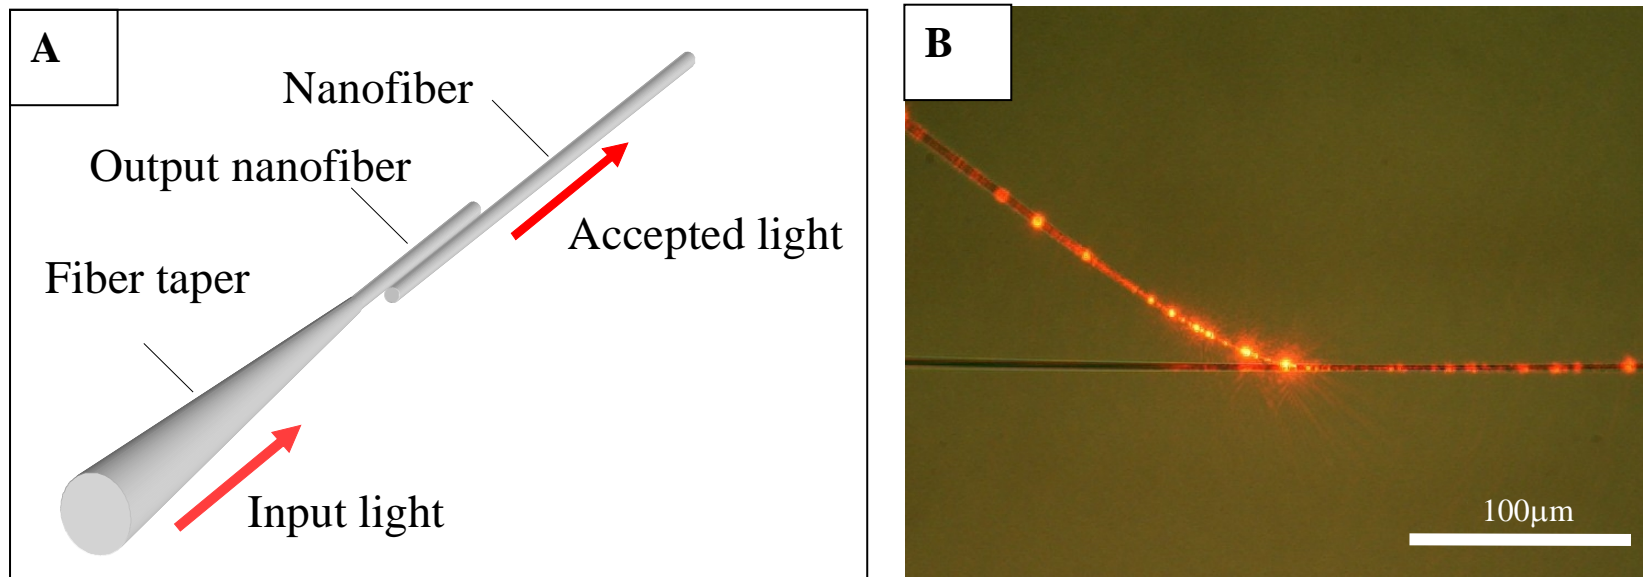 A
Nanofiber
Output nanofiber
Accepted light
Fiber taper
Input light
B
100µm